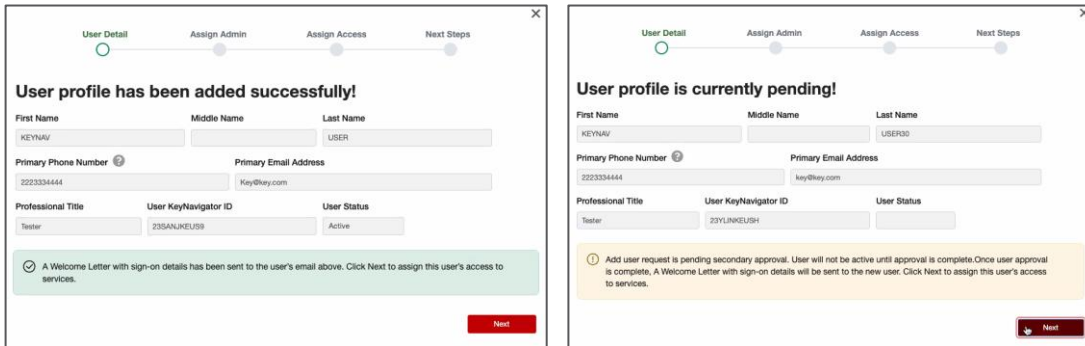 User Detail Assign Admin Assign Access Next Steps
User profile has been added successfully!
First Name Middle Name Last Name
KEYNAV USER
Primary Phone Number ? Primary Email Address
2223334444 Key@key.com
Professional Title User KeyNavigator ID User Status
Tester 23SANJKEUS9 Active
A Welcome Letter with sign-on details has been sent to the user's email above. Click Next to assign this user's access to
services.
Next
User Detail Assign Admin Assign Access Next Steps
User profile is currently pending!
First Name Middle Name Last Name
KEYNAV USER30
Primary Phone Number ? Primary Email Address
2223334444 key@key.com
Professional Title User KeyNavigator ID User Status
Tester 23YLINKEUSH
Add user request is pending secondary approval. User will not be active until approval is complete.Once user approval
is complete, A Welcome Letter with sign-on details will be sent to the new user. Click Next to assign this user's access
to services.
Next